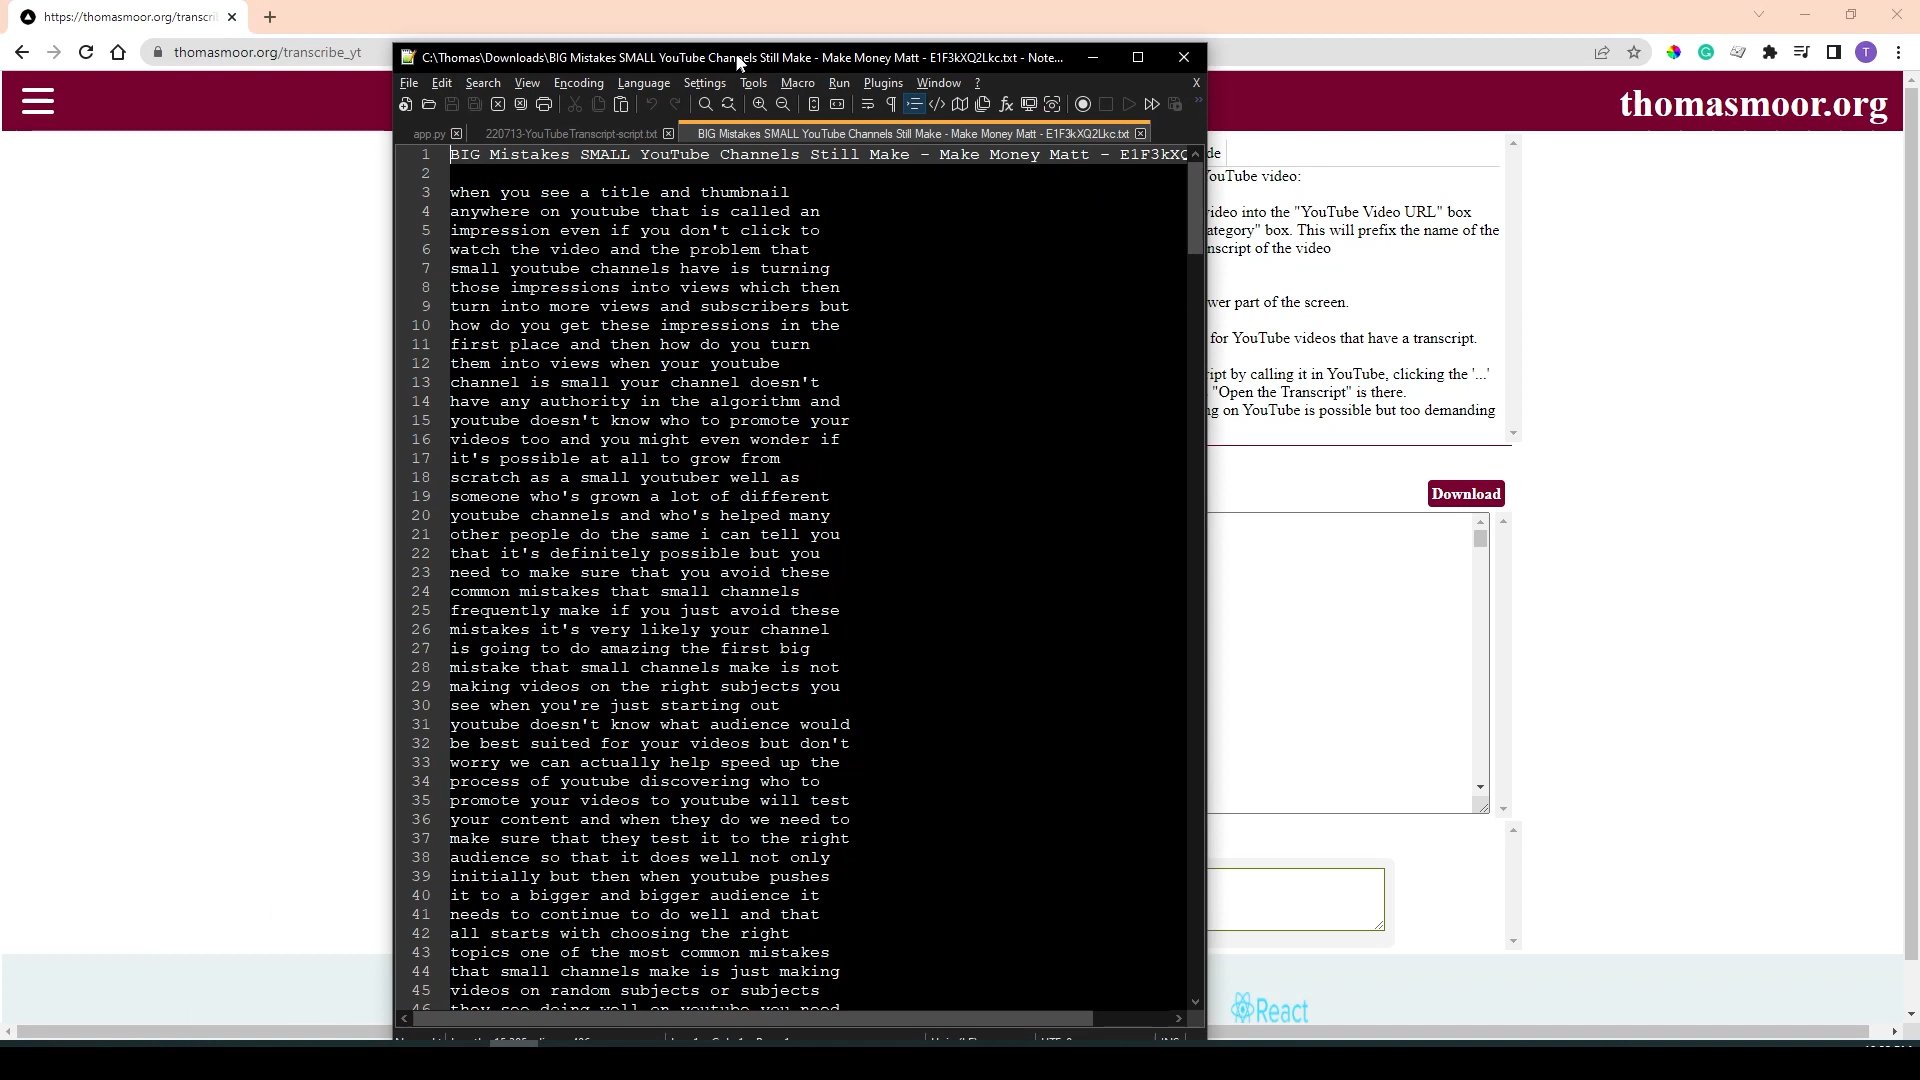 https://thomasmoor.org/transcri
thomasmoor.org/transcribe_yt
C:\Thomas\Downloads\BIG Mistakes SMALL YouTube Channels Still Make - Make Money Matt - E1F3kXQ2Lkc.txt - Note...
thomasmoor.org
File Edit Search View Encoding Language Settings Tools Macro Run Plugins Window ? X
app.py 220713-YouTubeTranscript-script.txt BIG Mistakes SMALL YouTube Channels Still Make - Make Money Matt - E1F3kXQ2Lkc.txt
1 BIG Mistakes SMALL YouTube Channels Still Make - Make Money Matt - E1F3kXQ
2
3 when you see a title and thumbnail
4 anywhere on youtube that is called an
5 impression even if you don't click to
6 watch the video and the problem that
7 small youtube channels have is turning
8 those impressions into views which then
9 turn into more views and subscribers but
10 how do you get these impressions in the
11 first place and then how do you turn
12 them into views when your youtube
13 channel is small your channel doesn't
14 have any authority in the algorithm and
15 youtube doesn't know who to promote your
16 videos too and you might even wonder if
17 it's possible at all to grow from
18 scratch as a small youtuber well as
19 someone who's grown a lot of different
20 youtube channels and who's helped many
21 other people do the same i can tell you
22 that it's definitely possible but you
23 need to make sure that you avoid these
24 common mistakes that small channels
25 frequently make if you just avoid these
26 mistakes it's very likely your channel
27 is going to do amazing the first big
28 mistake that small channels make is not
29 making videos on the right subjects you
30 see when you're just starting out
31 youtube doesn't know what audience would
32 be best suited for your videos but don't
33 worry we can actually help speed up the
34 process of youtube discovering who to
35 promote your videos to youtube will test
36 your content and when they do we need to
37 make sure that they test it to the right
38 audience so that it does well not only
39 initially but then when youtube pushes
40 it to a bigger and bigger audience it
41 needs to continue to do well and that
42 all starts with choosing the right
43 topics one of the most common mistakes
44 that small channels make is just making
45 videos on random subjects or subjects
46 they see doing well on youtube you need
de
YouTube video:
ideo into the "YouTube Video URL" box
ategory" box. This will prefix the name of the
nscript of the video
wer part of the screen.
for YouTube videos that have a transcript.
ipt by calling it in YouTube, clicking the '...'
"Open the Transcript" is there.
ng on YouTube is possible but too demanding
Download
React